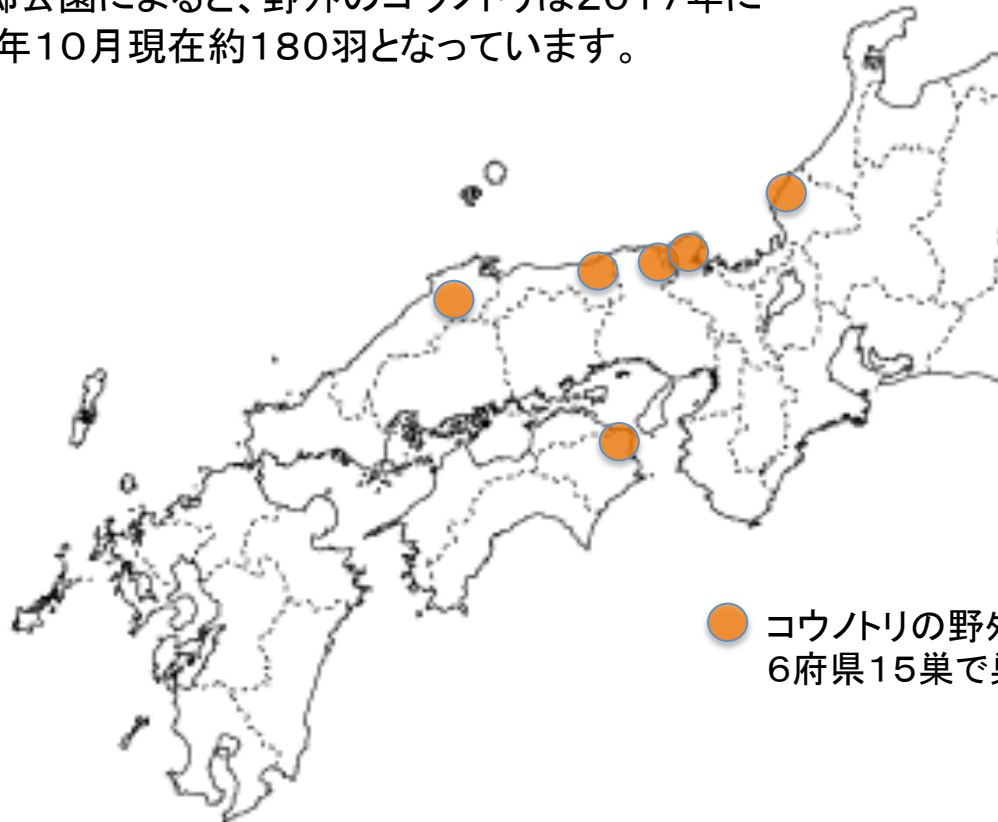 郷公園によると、野外のコウノトリは2017年に
年10月現在約180羽となっています。
コウノトリの野外
6府県15巣で巣